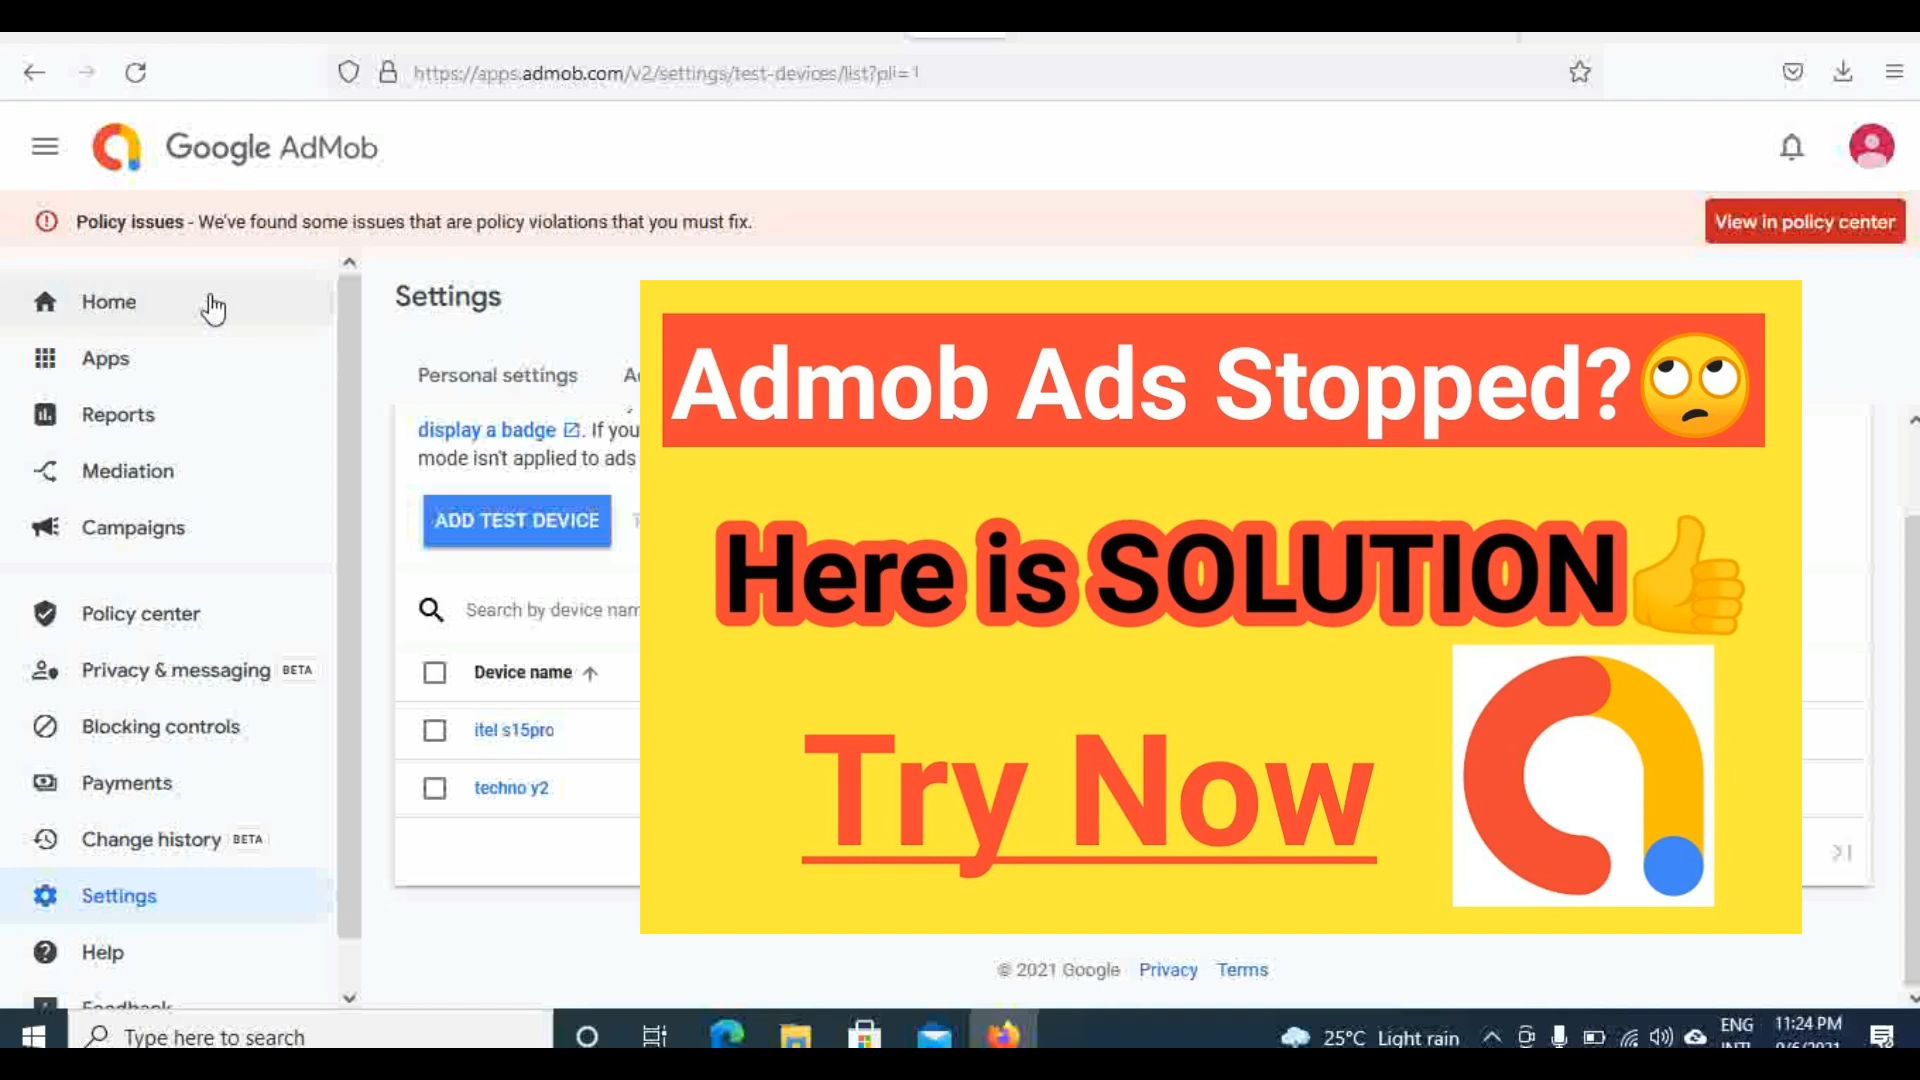 https://apps.admob.com/v2/settings/test-devices/list?pli=1
Google AdMob
Policy issues - We've found some issues that are policy violations that you must fix.
View in policy center
Home
Apps
Reports
Mediation
Campaigns
Policy center
Privacy & messaging BETA
Blocking controls
Payments
Change history BETA
Settings
Help
Feedback
Settings
Personal settings
display a badge . If you
mode isn't applied to ads
ADD TEST DEVICE
Search by device nam
Device name
itel s15pro
techno y2
Admob Ads Stopped?🙄
Here is SOLUTION👍
Try Now
© 2021 Google Privacy Terms
Type here to search
25°C Light rain
ENG
11:24 PM